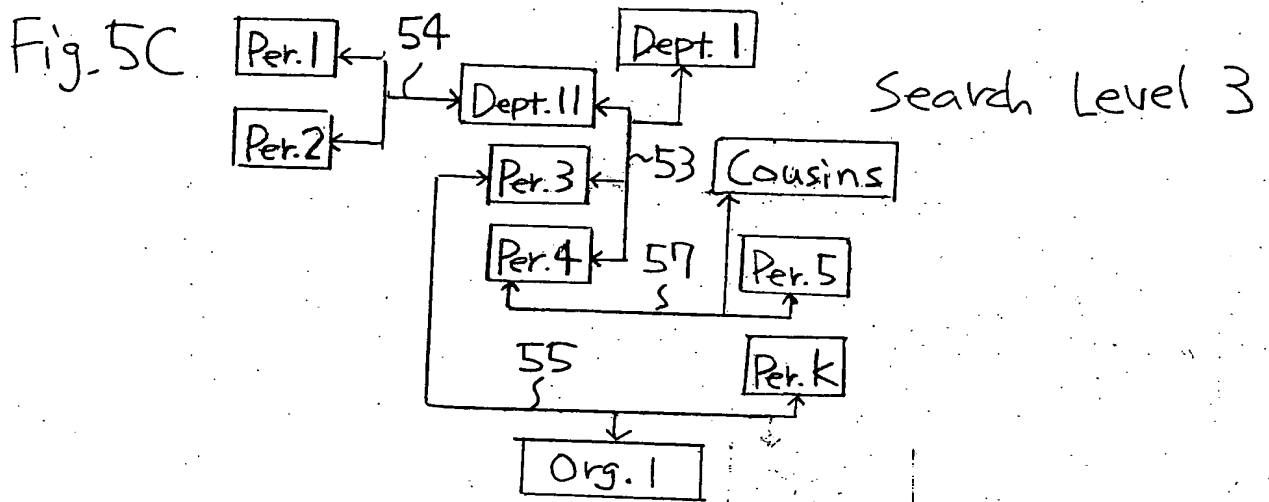 Fig. 5C
Per. 1
54
Dept. 1
Dept. 11
Search Level 3
Per. 2
Per. 3
53
Cousins
Per. 4
57
Per. 5
55
Per. K
Org. 1